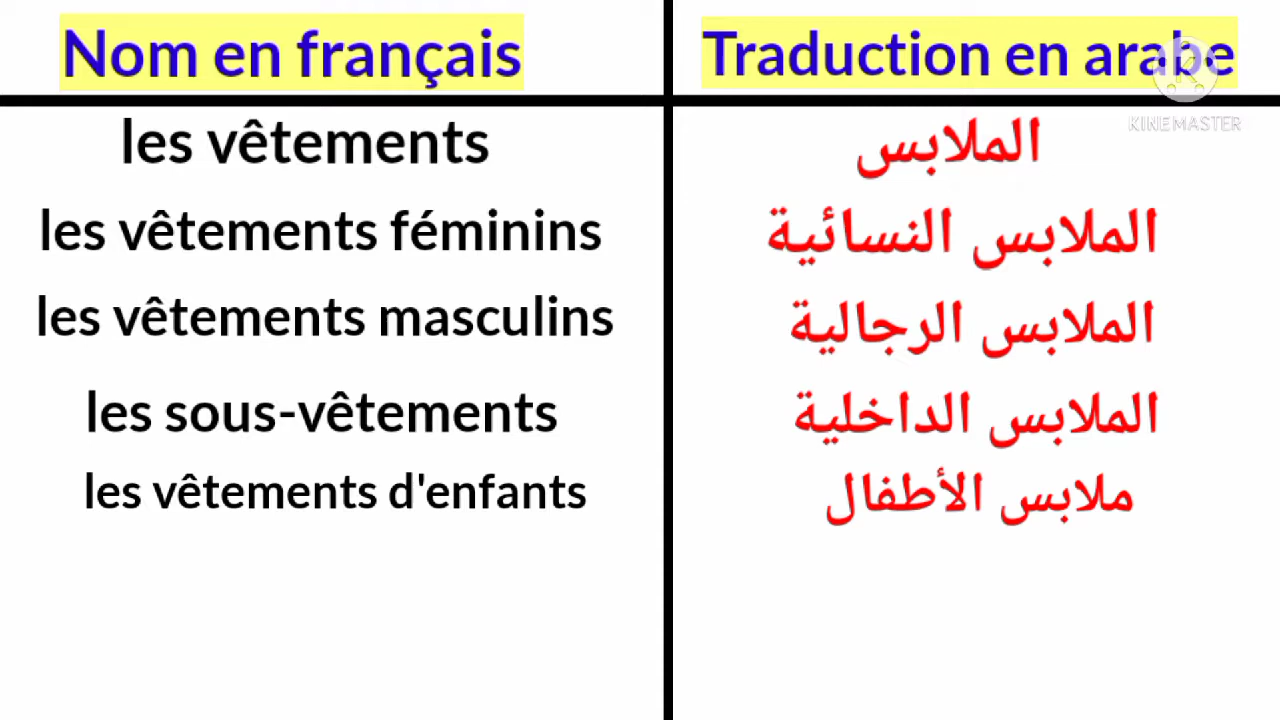 Nom en français
Traduction en arabe
KINEMASTER
les vêtements
الملابس
les vêtements féminins
الملابس النسائية
les vêtements masculins
الملابس الرجالية
les sous-vêtements
الملابس الداخلية
les vêtements d'enfants
ملابس الأطفال